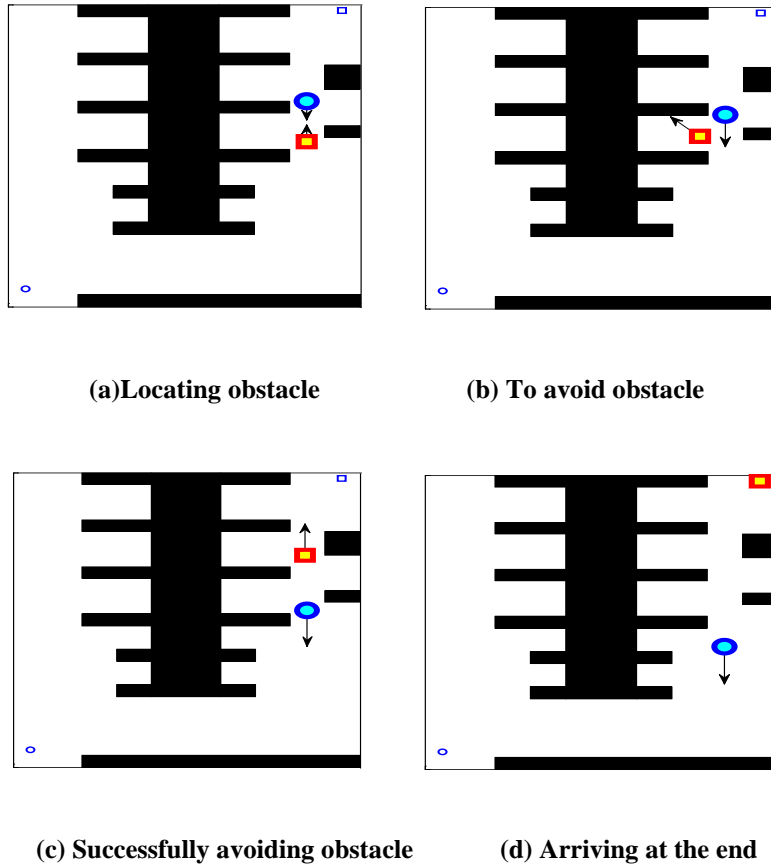 (a)Locating obstacle
(b) To avoid obstacle
(c) Successfully avoiding obstacle
(d) Arriving at the end